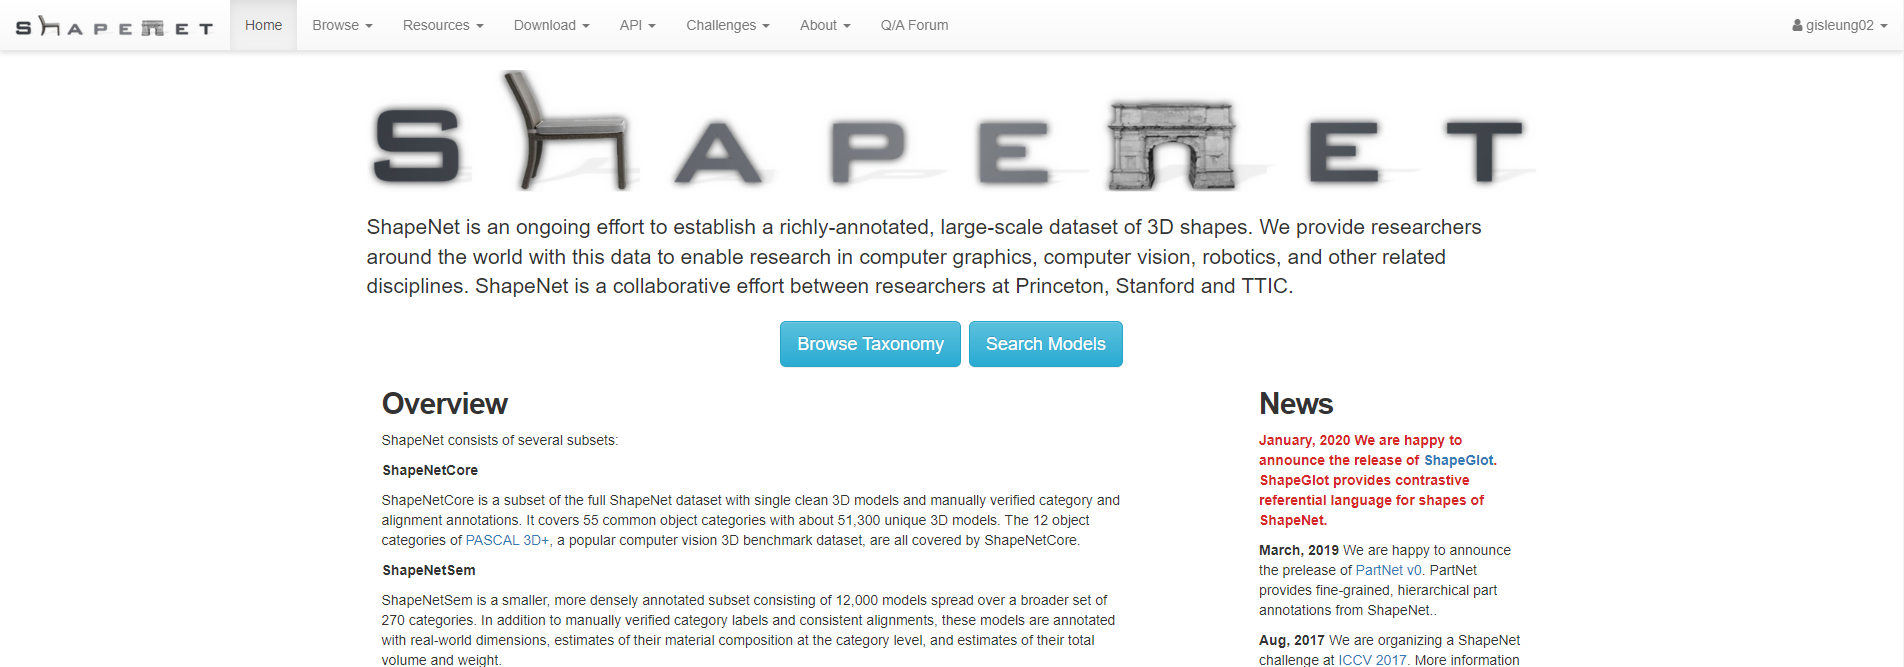 SHAPENET Home Browse Resources Download API Challenges About Q/A Forum gisleung02
SHAPENET
ShapeNet is an ongoing effort to establish a richly-annotated, large-scale dataset of 3D shapes. We provide researchers
around the world with this data to enable research in computer graphics, computer vision, robotics, and other related
disciplines. ShapeNet is a collaborative effort between researchers at Princeton, Stanford and TTIC.
Browse Taxonomy Search Models
Overview
ShapeNet consists of several subsets:
ShapeNetCore
ShapeNetCore is a subset of the full ShapeNet dataset with single clean 3D models and manually verified category and
alignment annotations. It covers 55 common object categories with about 51,300 unique 3D models. The 12 object
categories of PASCAL 3D+, a popular computer vision 3D benchmark dataset, are all covered by ShapeNetCore.
ShapeNetSem
ShapeNetSem is a smaller, more densely annotated subset consisting of 12,000 models spread over a broader set of
270 categories. In addition to manually verified category labels and consistent alignments, these models are annotated
with real-world dimensions, estimates of their material composition at the category level, and estimates of their total
volume and weight.
News
January, 2020 We are happy to
announce the release of ShapeGlot.
ShapeGlot provides contrastive
referential language for shapes of
ShapeNet.
March, 2019 We are happy to announce
the prelease of PartNet v0. PartNet
provides fine-grained, hierarchical part
annotations from ShapeNet..
Aug, 2017 We are organizing a ShapeNet
challenge at ICCV 2017. More information